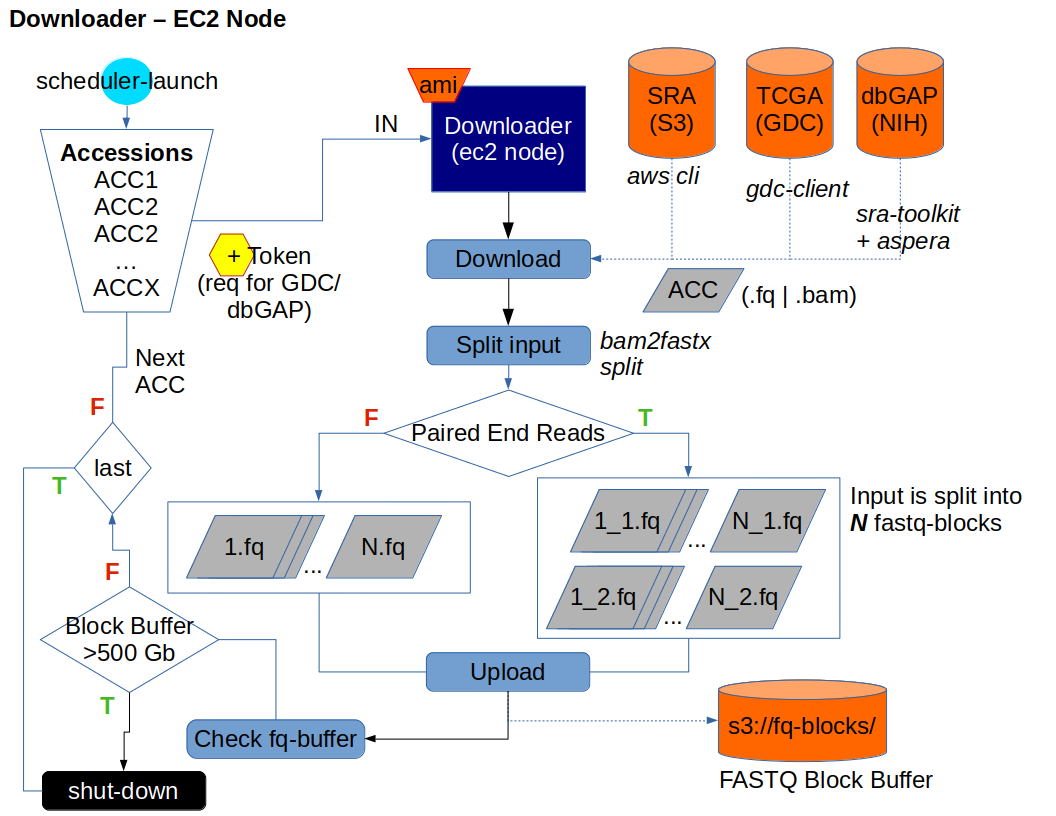 Downloader – EC2 Node
scheduler-launch
Accessions
ACC1
ACC2
ACC2
...
ACCX
+ Token
(req for GDC/
dbGAP)
IN
ami
Downloader
(ec2 node)
SRA
(S3)
TCGA
(GDC)
dbGAP
(NIH)
aws cli
gdc-client
sra-toolkit
+ aspera
Download
ACC
(.fq | .bam)
Split input
bam2fastx
split
Next
ACC
F
last
T
Paired End Reads
F
T
1.fq
...
N.fq
1_1.fq
...
N_1.fq
1_2.fq
...
N_2.fq
Input is split into
N fastq-blocks
F
Block Buffer
>500 Gb
T
Upload
Check fq-buffer
s3://fq-blocks/
FASTQ Block Buffer
shut-down